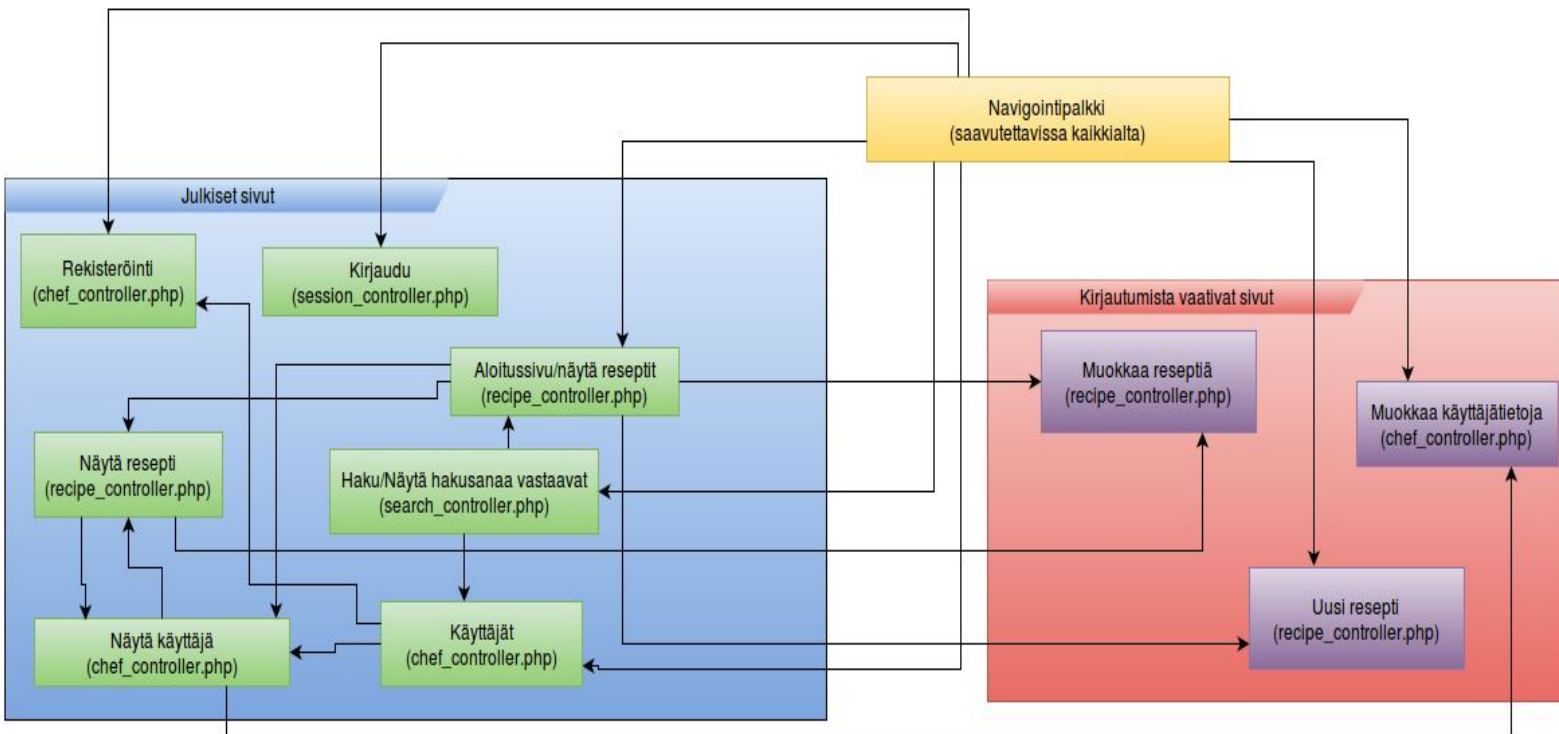 Navigointipalkki
(saavutettavissa kaikkialta)
Julkiset sivut
Rekisteröinti
(chef_controller.php)
Kirjaudu
(session_controller.php)
Aloitussivu/näytä reseptit
(recipe_controller.php)
Näytä resepti
(recipe_controller.php)
Haku/Näytä hakusanaa vastaavat
(search_controller.php)
Näytä käyttäjä
(chef_controller.php)
Käyttäjät
(chef_controller.php)
Kirjautumista vaativat sivut
Muokkaa reseptiä
(recipe_controller.php)
Muokkaa käyttäjätietoja
(chef_controller.php)
Uusi resepti
(recipe_controller.php)